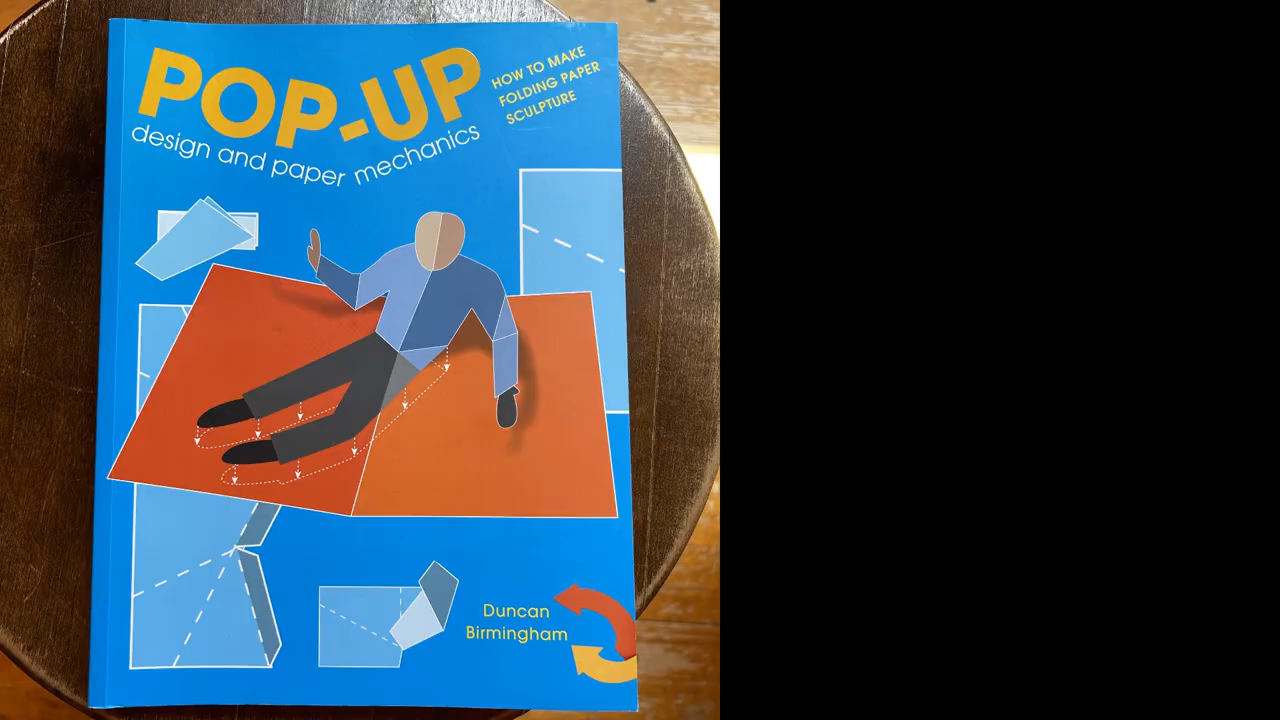 POP-UP
design and paper mechanics
HOW TO MAKE
FOLDING PAPER
SCULPTURE
Duncan
Birmingham